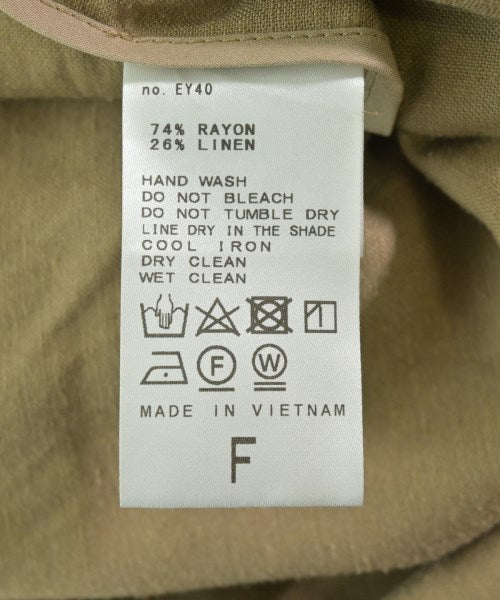 no. EY40
74% RAYON
26% LINEN
HAND WASH
DO NOT BLEACH
DO NOT TUMBLE DRY
LINE DRY IN THE SHADE
COOL IRON
DRY CLEAN
WET CLEAN
F W
MADE IN VIETNAM
F